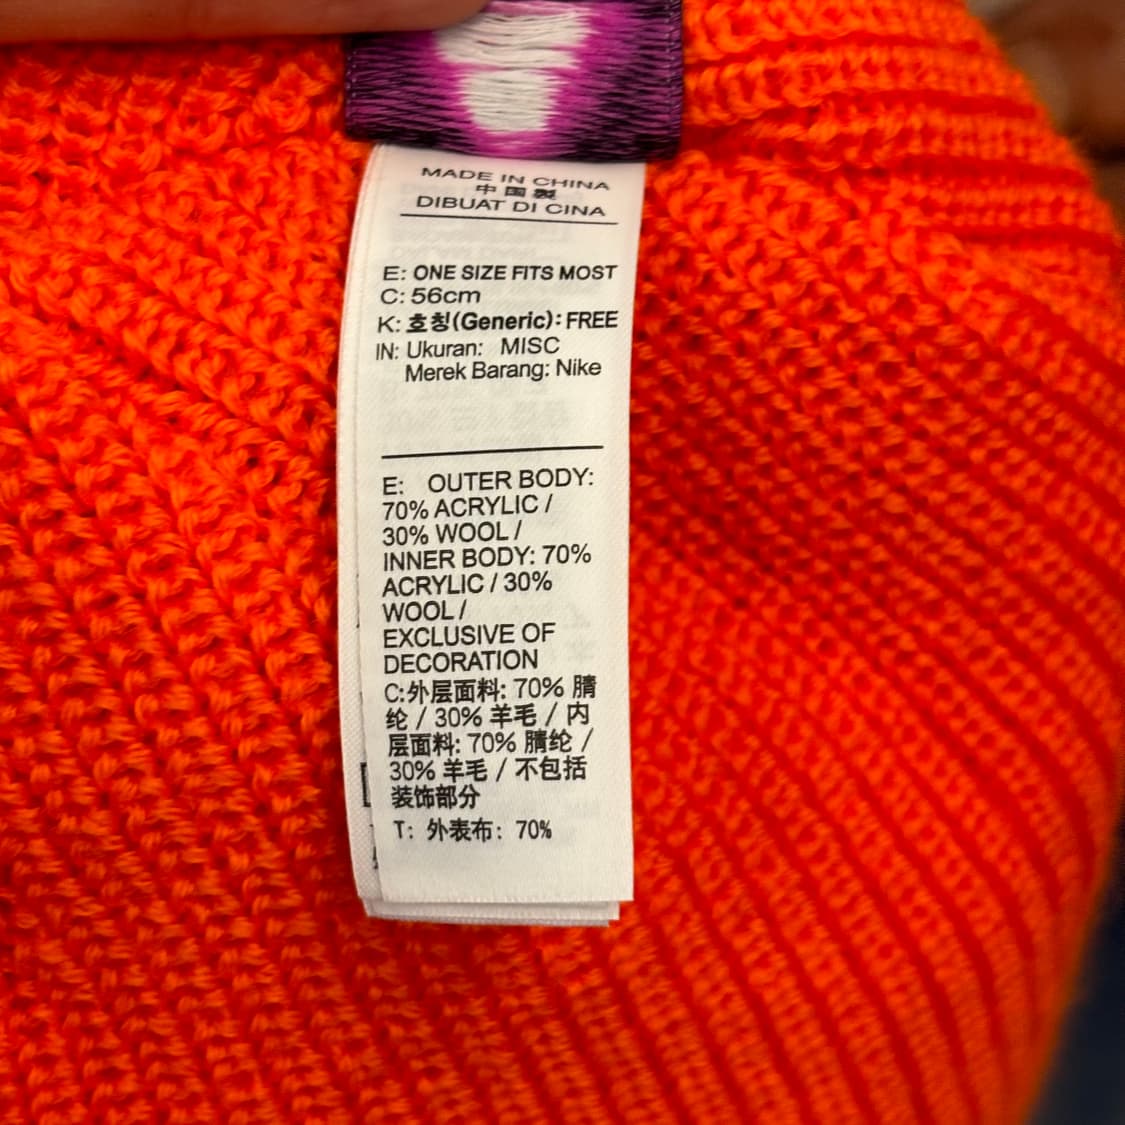 MADE IN CHINA
中国製
DIBUAT DI CINA
E: ONE SIZE FITS MOST
C: 56cm
K: 호칭(Generic): FREE
IN: Ukuran: MISC
Merek Barang: Nike
E: OUTER BODY:
70% ACRYLIC /
30% WOOL /
INNER BODY: 70%
ACRYLIC / 30%
WOOL /
EXCLUSIVE OF
DECORATION
C:外层面料: 70% 腈
纶 / 30% 羊毛 / 内
层面料: 70% 腈纶 /
30% 羊毛 / 不包括
装饰部分
T: 外表布: 70%